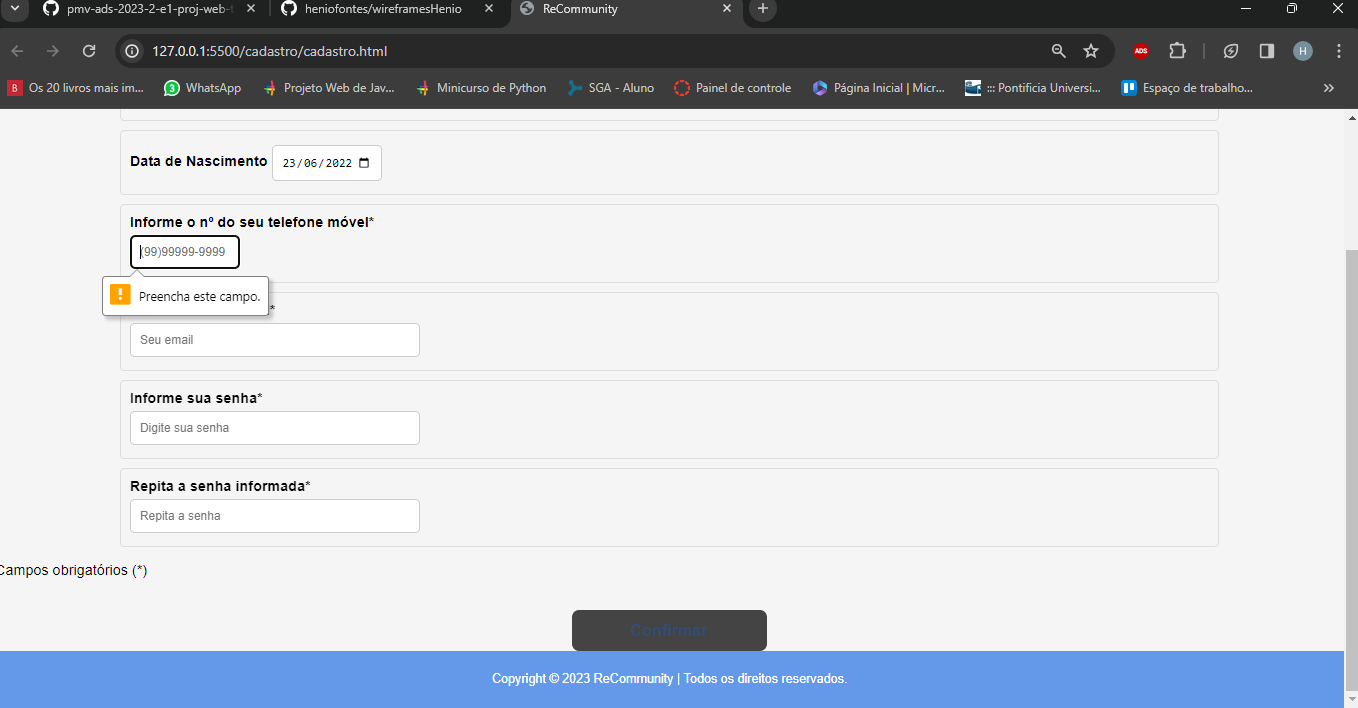 pmv-ads-2023-2-e1-proj-web-t
heniofontes/wireframesHenio
ReCommunity
127.0.0.1:5500/cadastro/cadastro.html
ADS
H
B Os 20 livros mais im...
3 WhatsApp
Projeto Web de Jav...
Minicurso de Python
SGA - Aluno
Painel de controle
Página Inicial | Micr...
::: Pontificia Universi...
Espaço de trabalho...
»
Data de Nascimento 23/06/2022
Informe o nº do seu telefone móvel*
(99)99999-9999
! Preencha este campo.
*
Seu email
Informe sua senha*
Digite sua senha
Repita a senha informada*
Repita a senha
Campos obrigatórios (*)
Confirmar
Copyright © 2023 ReCommunity | Todos os direitos reservados.